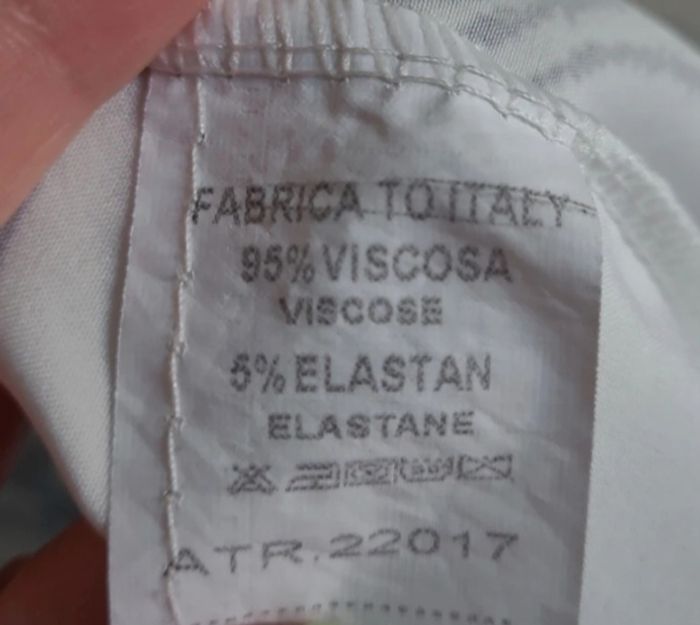 FABRICA TO ITALY
95% VISCOSA
VISCOSE
5% ELASTAN
ELASTANE
ATR.22017